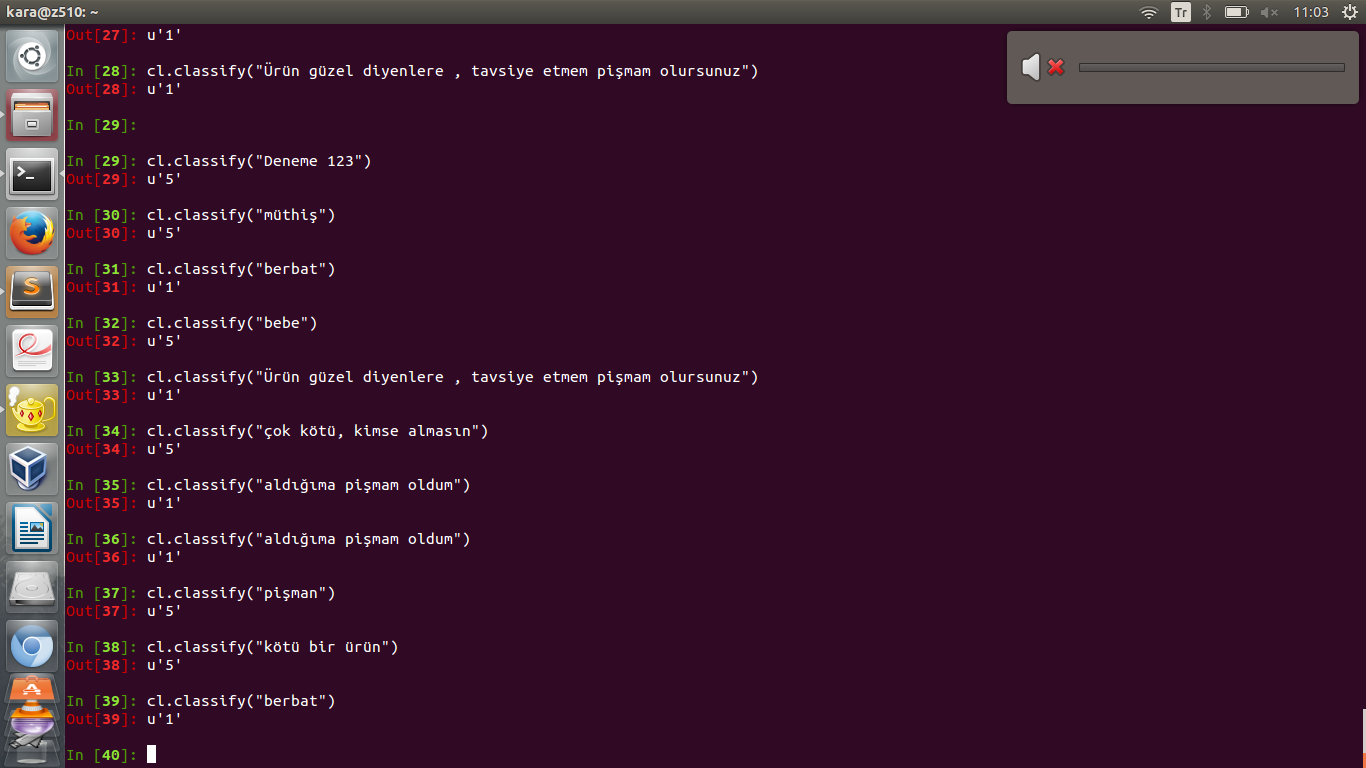 kara@z510: ~
Tr
11:03
Out[27]: u'1'
In [28]: cl.classify("Ürün güzel diyenlere , tavsiye etmem pişmam olursunuz")
Out[28]: u'1'
In [29]:
In [29]: cl.classify("Deneme 123")
Out[29]: u'5'
In [30]: cl.classify("müthiş")
Out[30]: u'5'
In [31]: cl.classify("berbat")
Out[31]: u'1'
In [32]: cl.classify("bebe")
Out[32]: u'5'
In [33]: cl.classify("Ürün güzel diyenlere , tavsiye etmem pişmam olursunuz")
Out[33]: u'1'
In [34]: cl.classify("çok kötü, kimse almasın")
Out[34]: u'5'
In [35]: cl.classify("aldığıma pişmam oldum")
Out[35]: u'1'
In [36]: cl.classify("aldığıma pişmam oldum")
Out[36]: u'1'
In [37]: cl.classify("pişman")
Out[37]: u'5'
In [38]: cl.classify("kötü bir ürün")
Out[38]: u'5'
In [39]: cl.classify("berbat")
Out[39]: u'1'
In [40]: